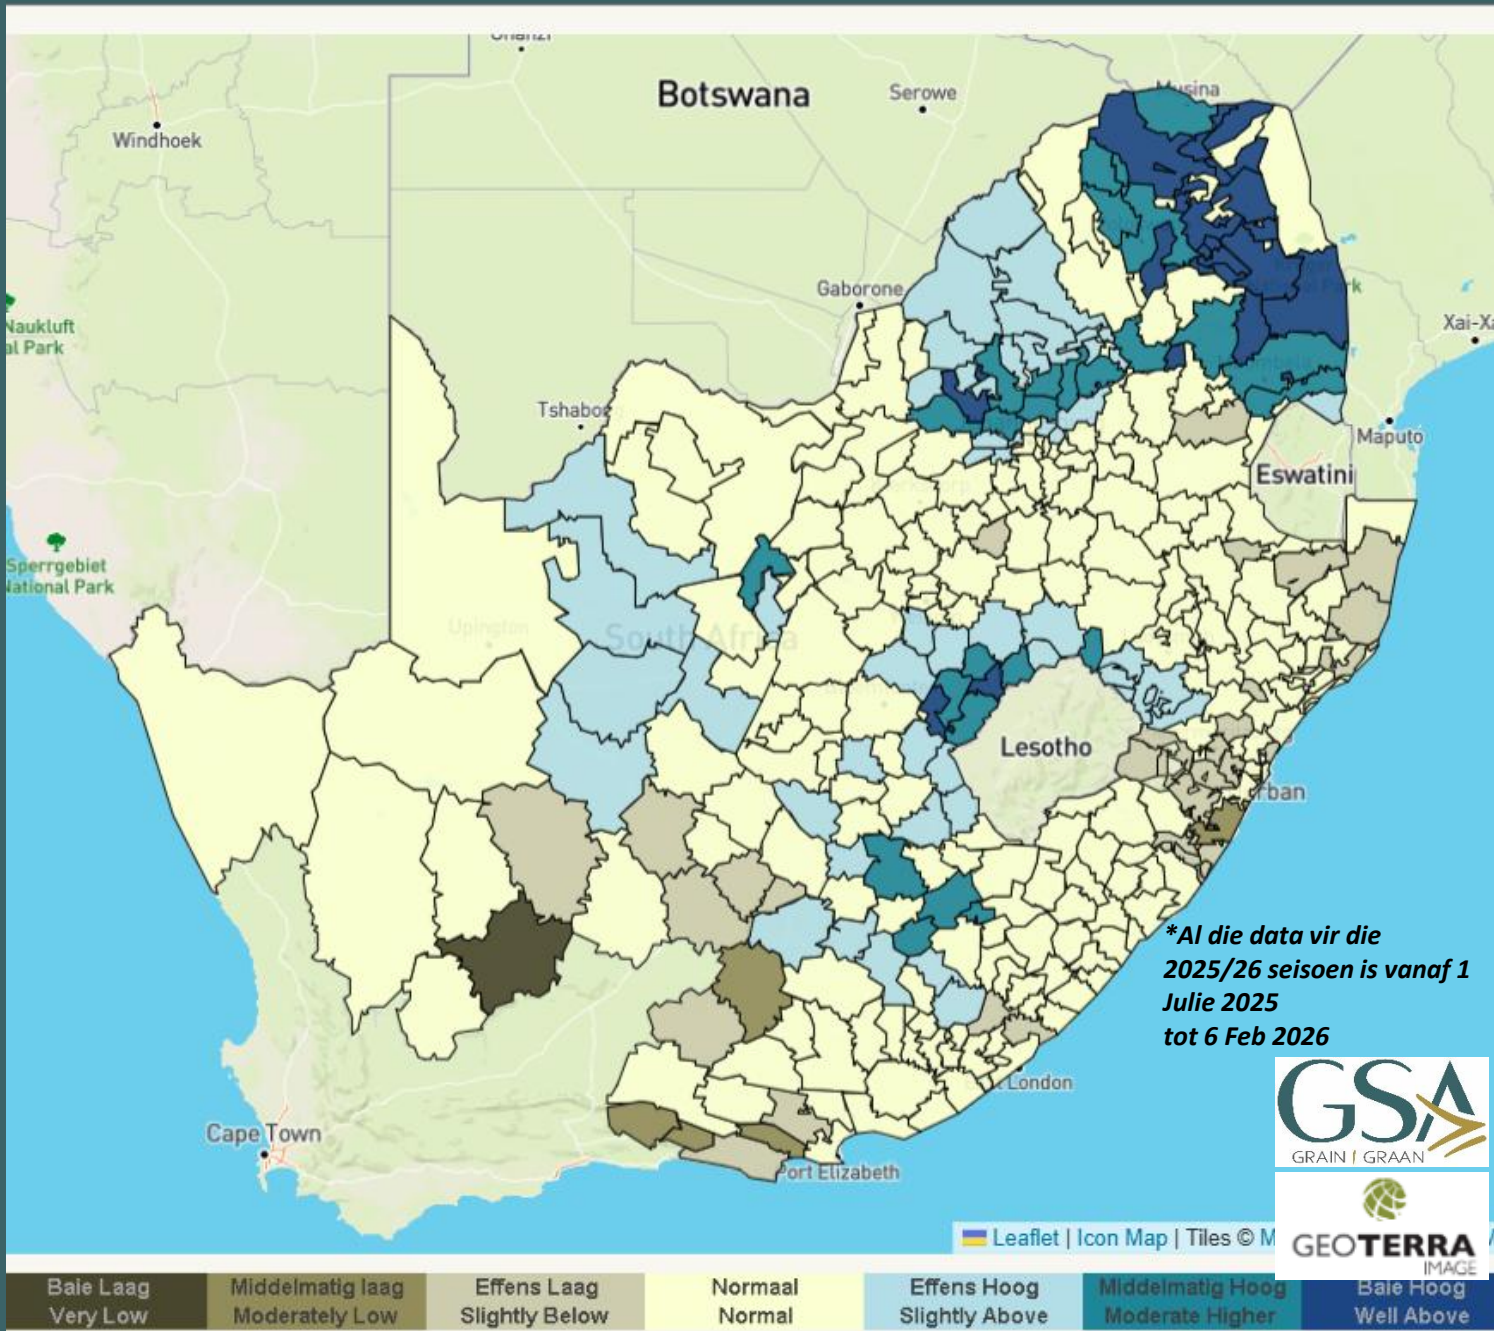 Botswana
Serowe
Windhoek
Gaborone
Naukluft
al Park
Xai-Xa
Tshabo
Maputo
Eswatini
Sperrgebiet
National Park
Upington
South Africa
Lesotho
rban
*Al die data vir die
2025/26 seisoen is vanaf 1
Julie 2025
tot 6 Feb 2026
London
Cape Town
Port Elizabeth
GSA
GRAIN | GRAAN
GEOTERRA
IMAGE
Leaflet | Icon Map | Tiles © M
Baie Laag
Very Low
Middelmatig laag
Moderately Low
Effens Laag
Slightly Below
Normaal
Normal
Effens Hoog
Slightly Above
Middelmatig Hoog
Moderate Higher
Baie Hoog
Well Above